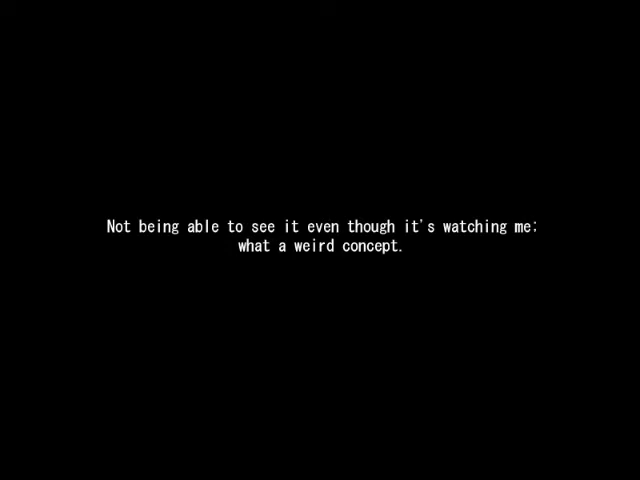 Not being able to see it even though it's watching me;
what a weird concept.